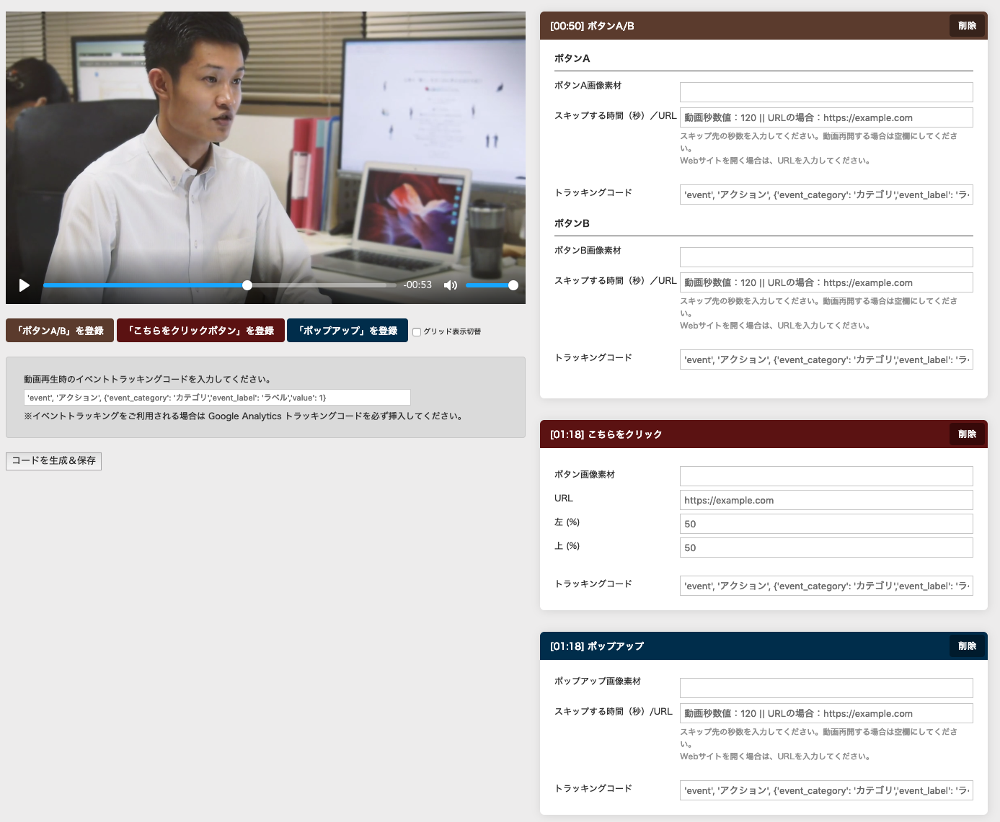 -00:53
「ボタンA/B」を登録
「こちらをクリックボタン」を登録
「ポップアップ」を登録
グリッド表示切替
動画再生時のイベントトラッキングコードを入力してください。
'event', 'アクション', {'event_category': 'カテゴリ','event_label': 'ラベル','value': 1}
※イベントトラッキングをご利用される場合は Google Analytics トラッキングコードを必ず挿入してください。
コードを生成＆保存
[00:50] ボタンA/B
削除
ボタンA
ボタンA画像素材
スキップする時間（秒）／URL
動画秒数値：120 || URLの場合：https://example.com
スキップ先の秒数を入力してください。動画再開する場合は空欄にしてくださ
い。
Webサイトを開く場合は、URLを入力してください。
トラッキングコード
'event', 'アクション', {'event_category': 'カテゴリ','event_label': 'ラ
ボタンB
ボタンB画像素材
スキップする時間（秒）／URL
動画秒数値：120 || URLの場合：https://example.com
スキップ先の秒数を入力してください。動画再開する場合は空欄にしてくださ
い。
Webサイトを開く場合は、URLを入力してください。
トラッキングコード
'event', 'アクション', {'event_category': 'カテゴリ','event_label': 'ラ
[01:18] こちらをクリック
削除
ボタン画像素材
URL
https://example.com
左 (%)
50
上 (%)
50
トラッキングコード
'event', 'アクション', {'event_category': 'カテゴリ','event_label': 'ラ
[01:18] ポップアップ
削除
ポップアップ画像素材
スキップする時間（秒）/URL
動画秒数値：120 || URLの場合：https://example.com
スキップ先の秒数を入力してください。動画再開する場合は空欄にしてくださ
い。
Webサイトを開く場合は、URLを入力してください。
トラッキングコード
'event', 'アクション', {'event_category': 'カテゴリ','event_label': 'ラ